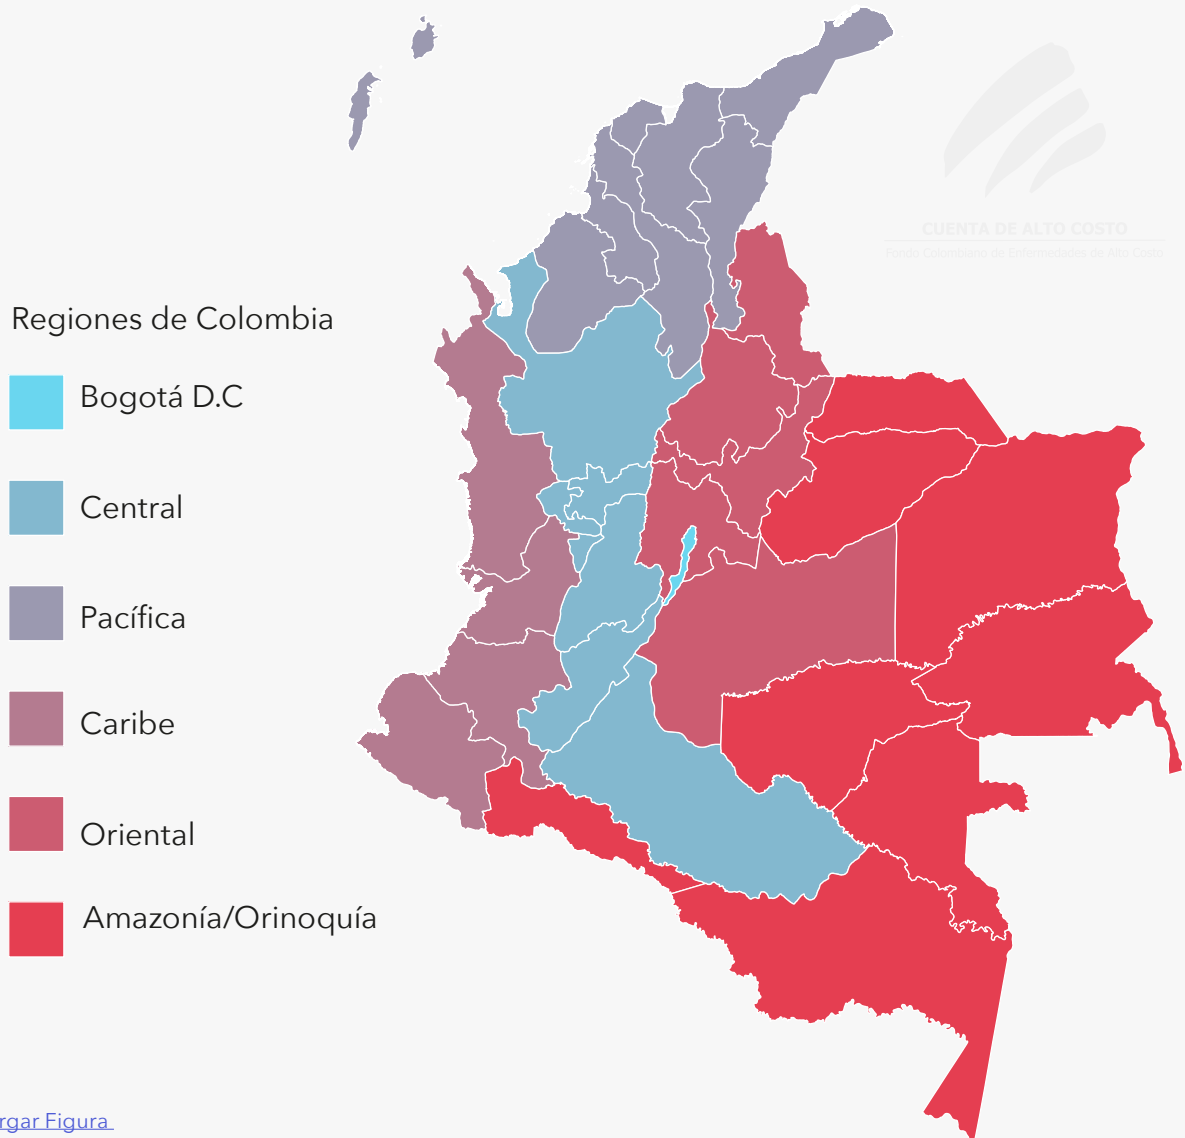 CUENTA DE ALTO COSTO
Fondo Colombiano de Enfermedades de Alto Costo
Regiones de Colombia
Bogotá D.C
Central
Pacífica
Caribe
Oriental
Amazonía/Orinoquía
rgar Figura